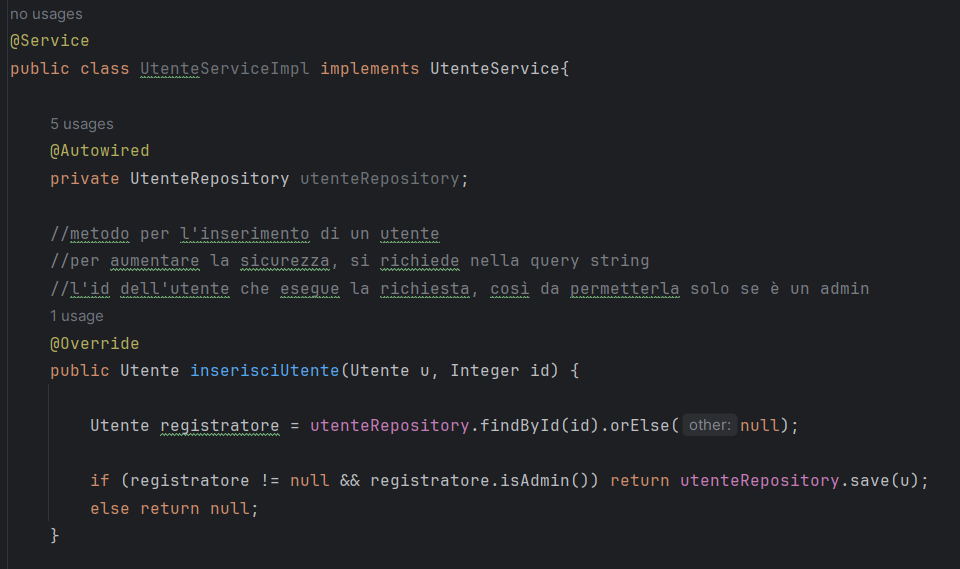 no usages
@Service
public class UtenteServiceImpl implements UtenteService{
5 usages
@Autowired
private UtenteRepository utenteRepository;
//metodo per l'inserimento di un utente
//per aumentare la sicurezza, si richiede nella query string
//l'id dell'utente che esegue la richiesta, così da permetterla solo se è un admin
1 usage
@Override
public Utente inserisciUtente(Utente u, Integer id) {
Utente registratore = utenteRepository.findById(id).orElse( other: null);
if (registratore != null && registratore.isAdmin()) return utenteRepository.save(u);
else return null;
}